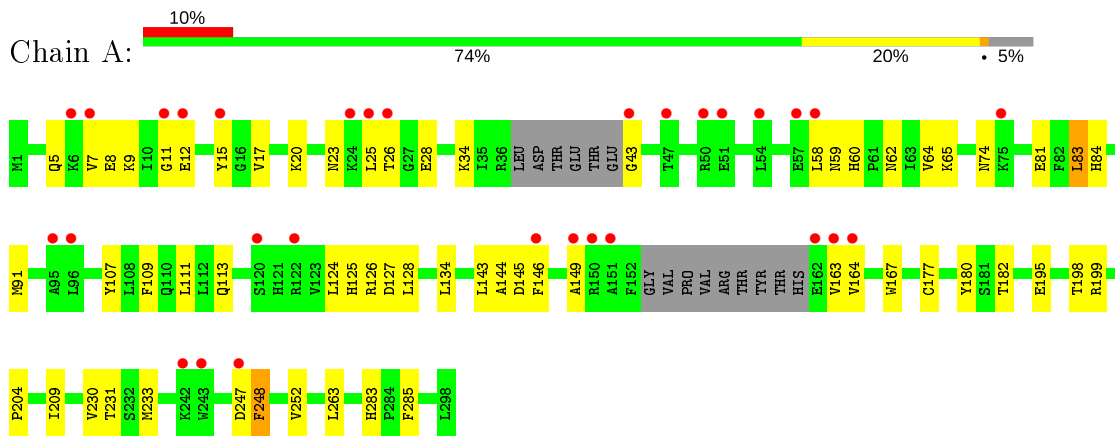 10%
Chain A:
74% 20% • 5%
M1 Q5 K6 V7 E8 K9 I10 G11 E12 Y15 G16 V17 K20 N23 K24 L25 T26 G27 E28 K34 I35 R36 LEU ASP THR GLU THR GLU G43 T47 R50 E51 L54 E57 L58 N59 H60 P61 N62 I63 V64 K65 N74 K75 E81 F82 L83 H84
M91 A95 L96 Y107 L108 F109 Q110 L111 L112 Q113 S120 H121 R122 V123 L124 H125 R126 D127 L128 L134 L143 A144 D145 F146 A149 R150 A151 F152 GLY VAL PRO VAL ARG THR TYR THR HIS E162 V163 V164 W167 C177 Y180 S181 T182 E195 T198 R199
P204 I209 V230 T231 S232 M233 K242 W243 D247 F248 V252 L263 H283 P284 F285 L298